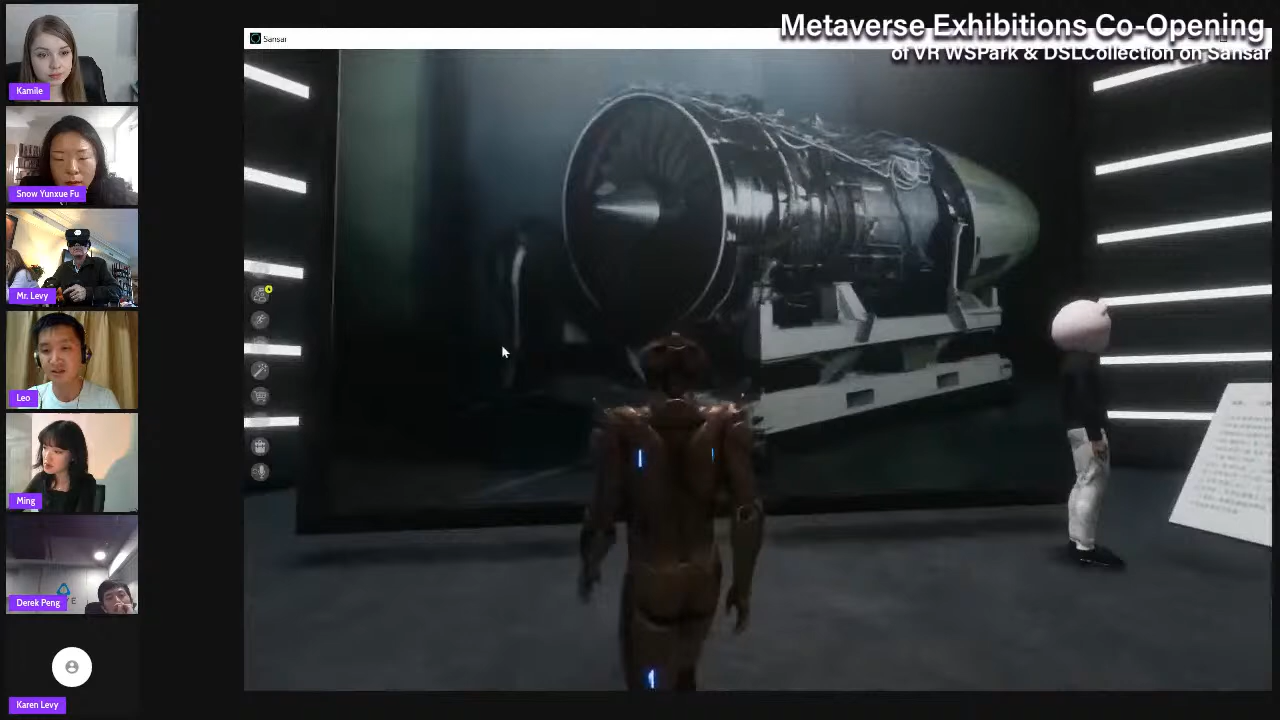 Metaverse Exhibitions Co-Opening
of VR WSPark & DSLCollection on Sansar
Sansar
Kamile
Snow Yunxue Fu
Mr. Levy
Leo
Ming
Derek Peng
Karen Levy